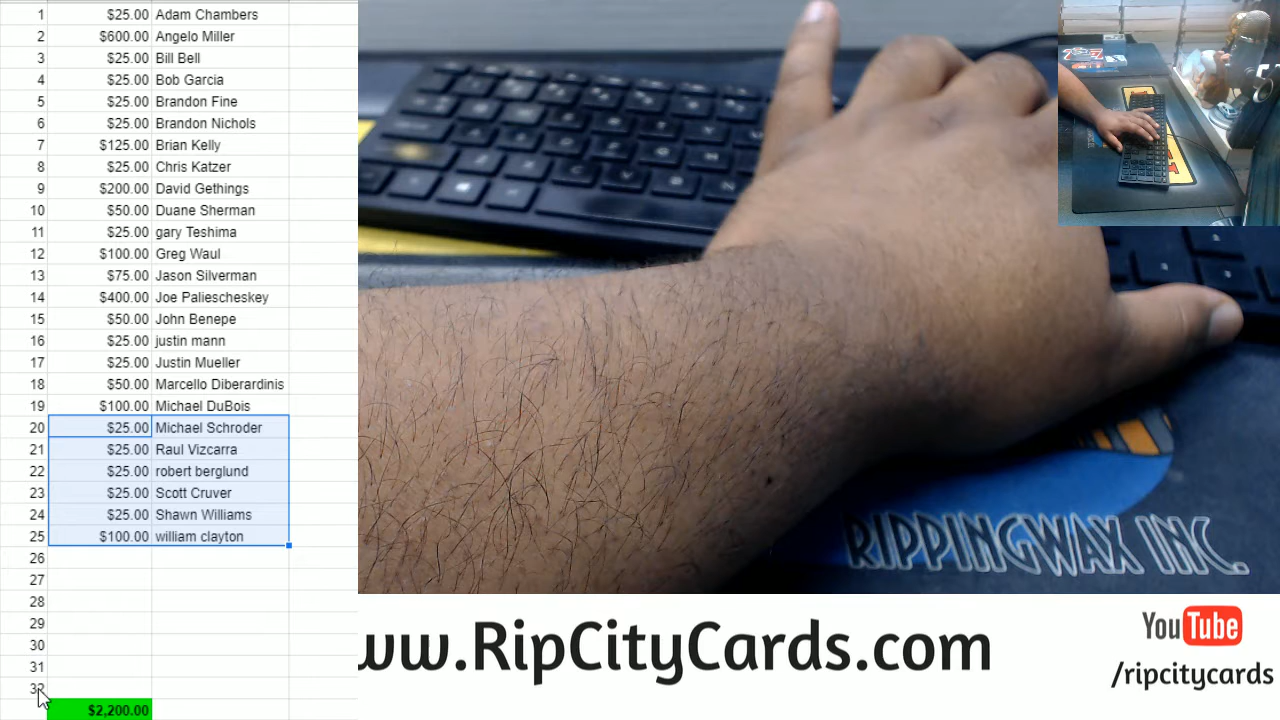 1 $25.00 Adam Chambers
2 $600.00 Angelo Miller
3 $25.00 Bill Bell
4 $25.00 Bob Garcia
5 $25.00 Brandon Fine
6 $25.00 Brandon Nichols
7 $125.00 Brian Kelly
8 $25.00 Chris Katzer
9 $200.00 David Gethings
10 $50.00 Duane Sherman
11 $25.00 gary Teshima
12 $100.00 Greg Waul
13 $75.00 Jason Silverman
14 $400.00 Joe Paliescheskey
15 $50.00 John Benepe
16 $25.00 justin mann
17 $25.00 Justin Mueller
18 $50.00 Marcello Diberardinis
19 $100.00 Michael DuBois
20 $25.00 Michael Schroder
21 $25.00 Raul Vizcarra
22 $25.00 robert berglund
23 $25.00 Scott Cruver
24 $25.00 Shawn Williams
25 $100.00 william clayton
26
27
28
29
30
31
32
$2,200.00
RIPPINGWAX INC.
ww.RipCityCards.com
YouTube
/ripcitycards